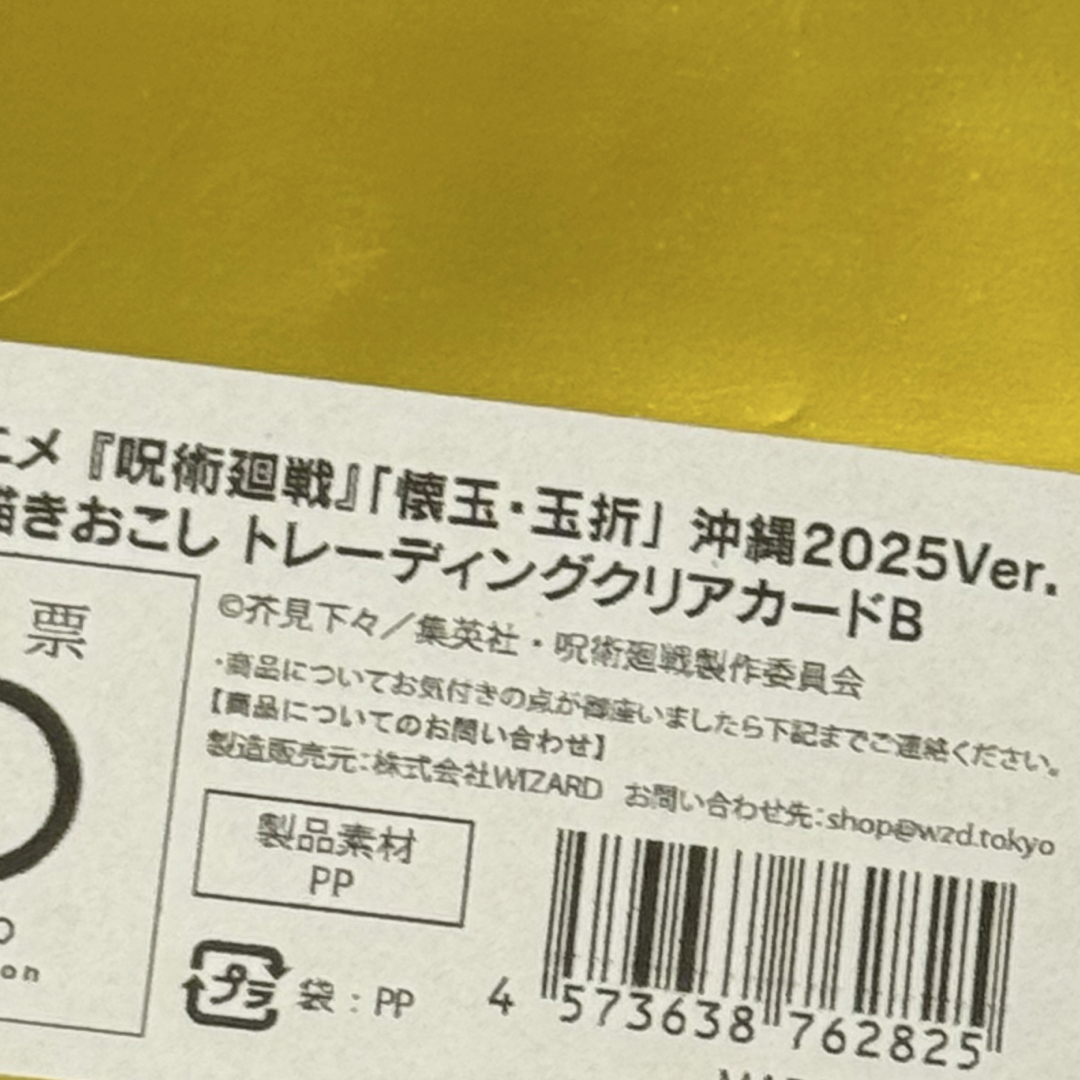 ニメ『呪術廻戦』「懐玉・玉折」 沖縄2025Ver.
描きおこし トレーディングクリアカードB
票
©芥見下々／集英社・呪術廻戦製作委員会
・商品についてお気付きの点が御座いましたら下記までご連絡ください。
【商品についてのお問い合わせ】
製造販売元:株式会社WIZARD お問い合わせ先:shop@wzd.tokyo
製品素材
PP
on
プラ 袋：PP
4 573638 762825